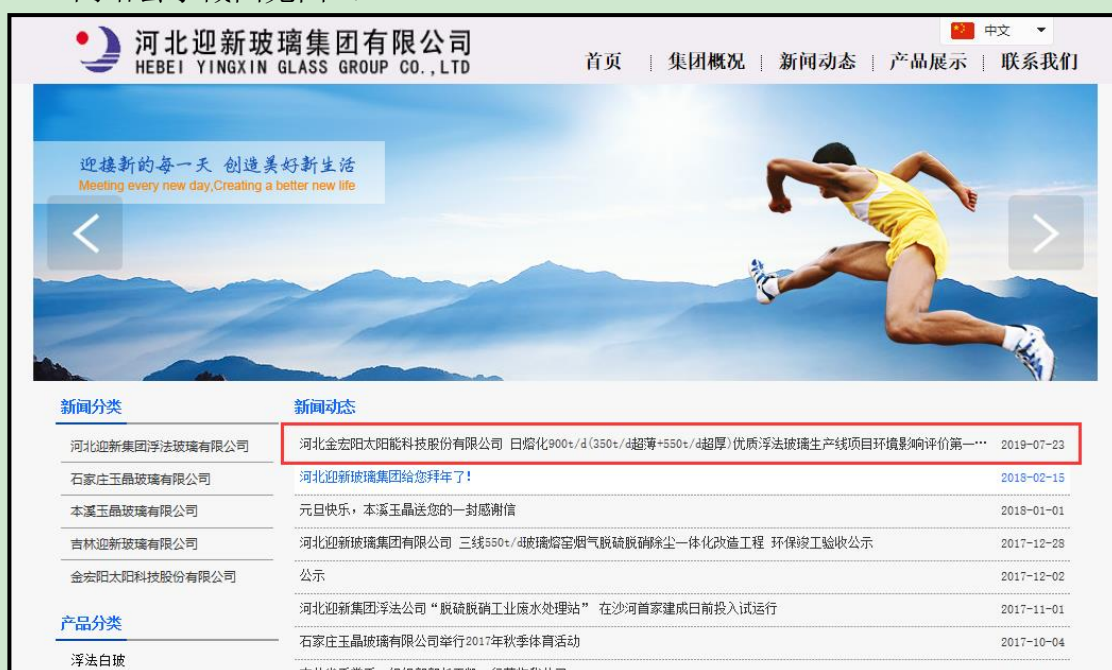 河北迎新玻璃集团有限公司
HEBEI YINGXIN GLASS GROUP CO.,LTD
中文
首页 | 集团概况 | 新闻动态 | 产品展示 | 联系我们
迎接新的每一天 创造美好新生活
Meeting every new day,Creating a better new life
新闻分类
河北迎新集团浮法玻璃有限公司
石家庄玉晶玻璃有限公司
本溪玉晶玻璃有限公司
吉林迎新玻璃有限公司
金宏阳太阳科技股份有限公司
产品分类
浮法白玻
新闻动态
河北金宏阳太阳能科技股份有限公司 日熔化900t/d(350t/d超薄+550t/d超厚)优质浮法玻璃生产线项目环境影响评价第一… 2019-07-23
河北迎新玻璃集团给您拜年了! 2018-02-15
元旦快乐,本溪玉晶送您的一封感谢信 2018-01-01
河北迎新玻璃集团有限公司 三线550t/d玻璃熔窑烟气脱硫脱硝除尘一体化改造工程 环保竣工验收公示 2017-12-28
公示 2017-12-02
河北迎新集团浮法公司“脱硫脱硝工业废水处理站” 在沙河首家建成日前投入试运行 2017-11-01
石家庄玉晶玻璃有限公司举行2017年秋季体育活动 2017-10-04